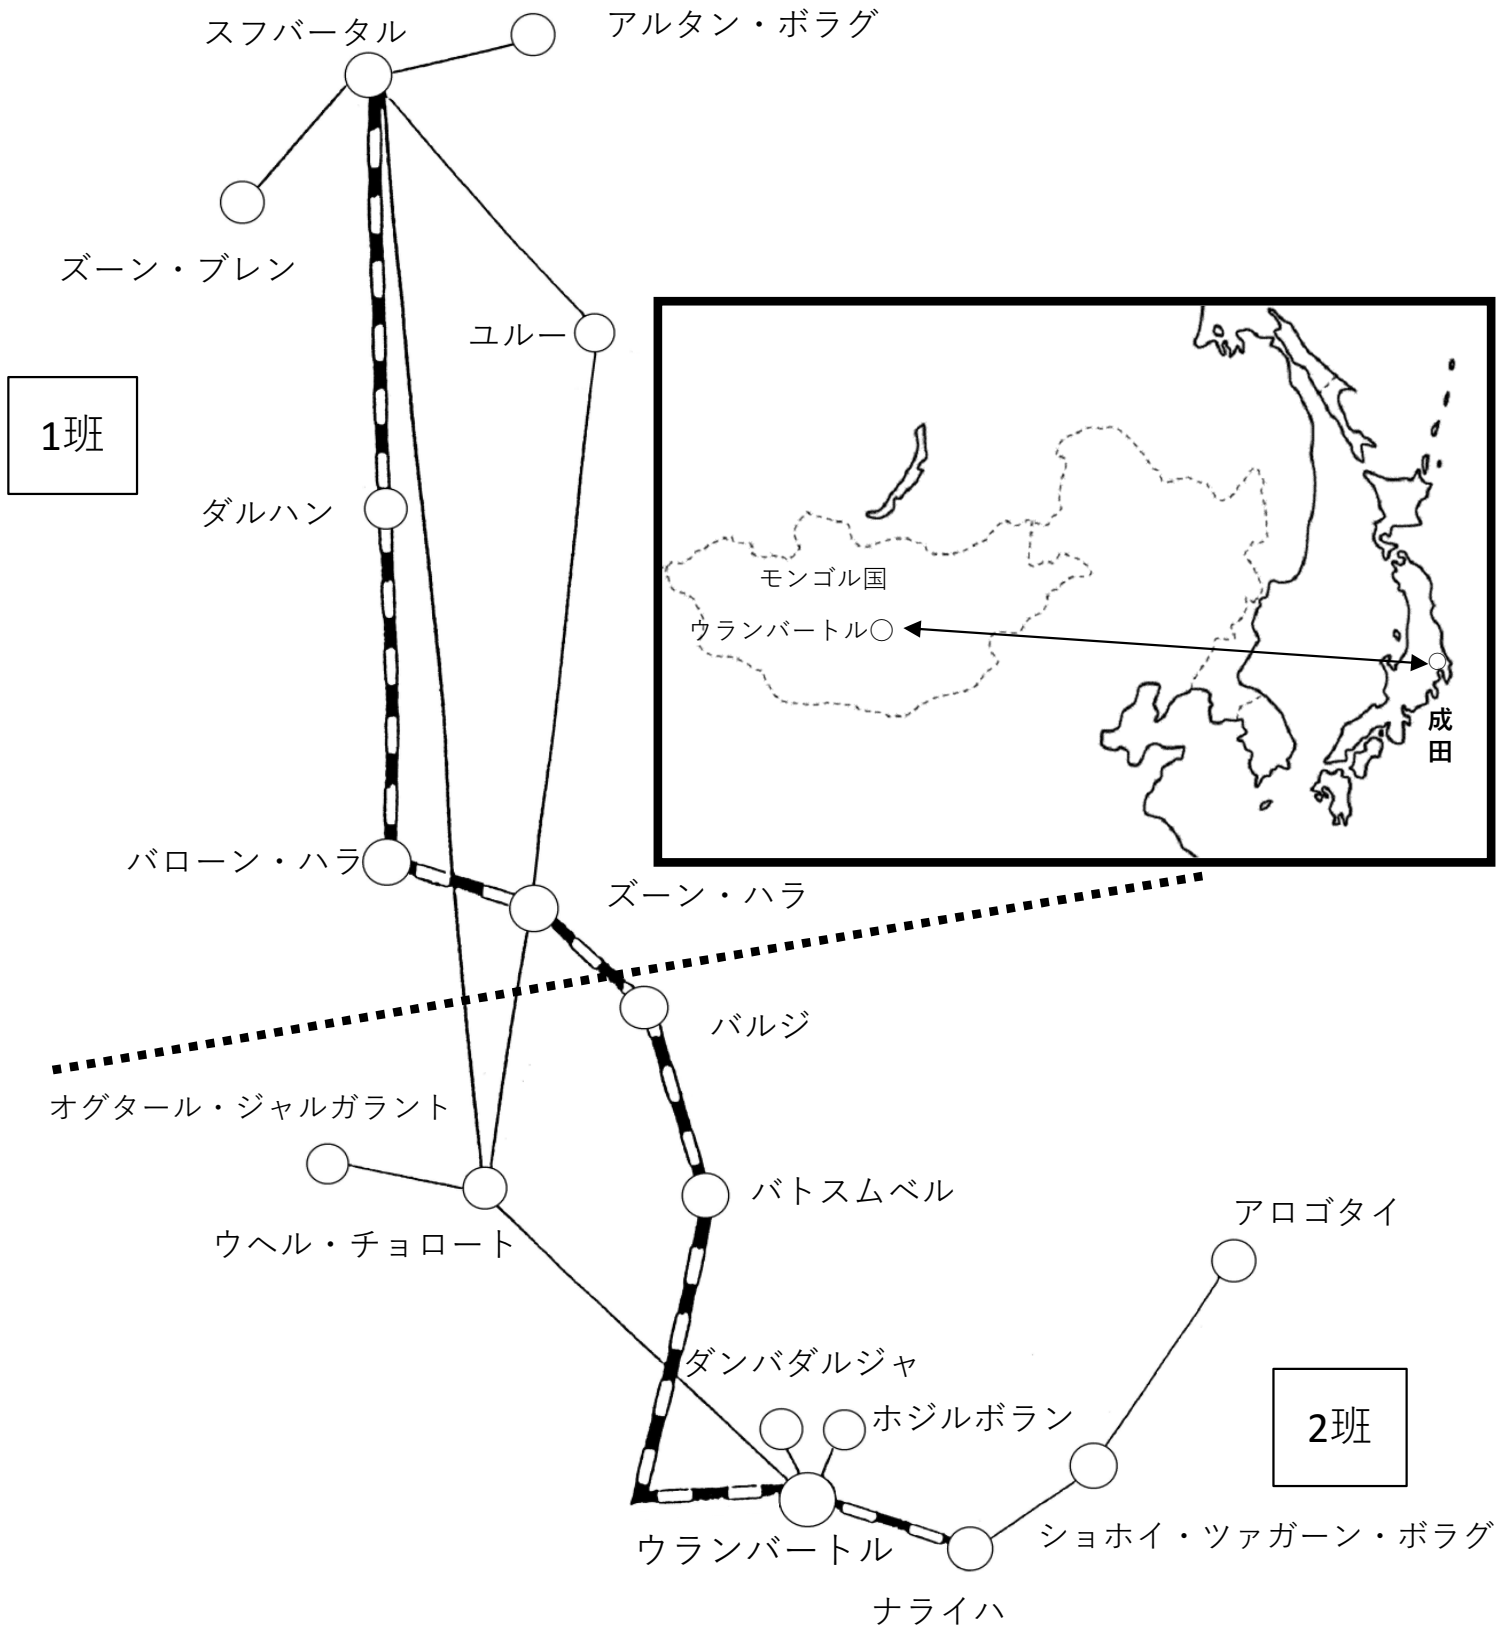 スフバータル
アルタン・ボラグ
ズーン・ブレン
ユルー
1班
ダルハン
モンゴル国
ウランバートル
成田
バローン・ハラ
ズーン・ハラ
バルジ
オグタール・ジャルガラント
バトスムベル
アロゴタイ
ウヘル・チョロート
ダンバダルジャ
ホジルボラン
2班
ショホイ・ツァガーン・ボラグ
ウランバートル
ナライハ